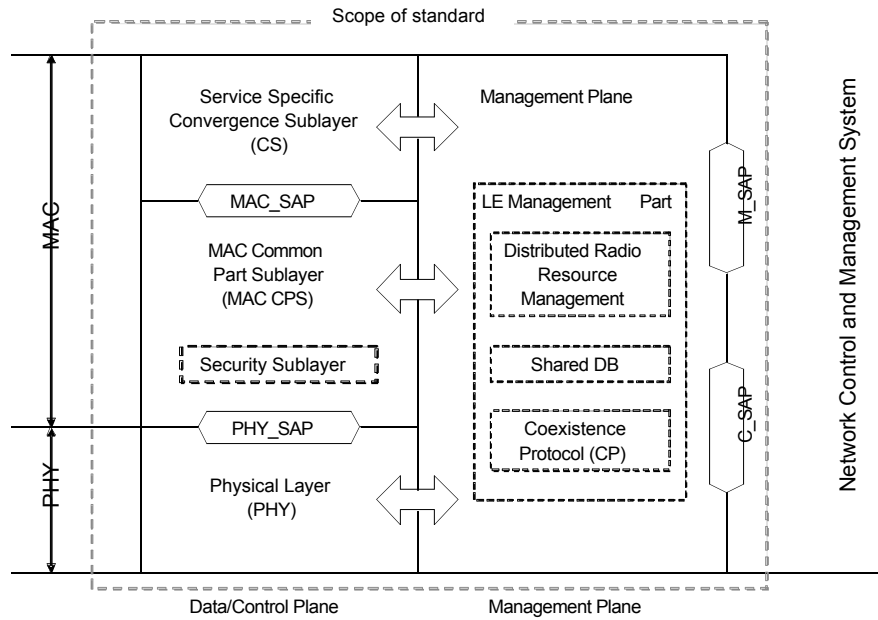 Scope of standard
Service Specific
Convergence Sublayer
(CS)
Management Plane
MAC_SAP
LE Management Part
MAC Common
Part Sublayer
(MAC CPS)
Distributed Radio
Resource
Management
Security Sublayer
Shared DB
PHY_SAP
Coexistence
Protocol (CP)
Physical Layer
(PHY)
MAC
PHY
M_SAP
C_SAP
Network Control and Management System
Data/Control Plane
Management Plane